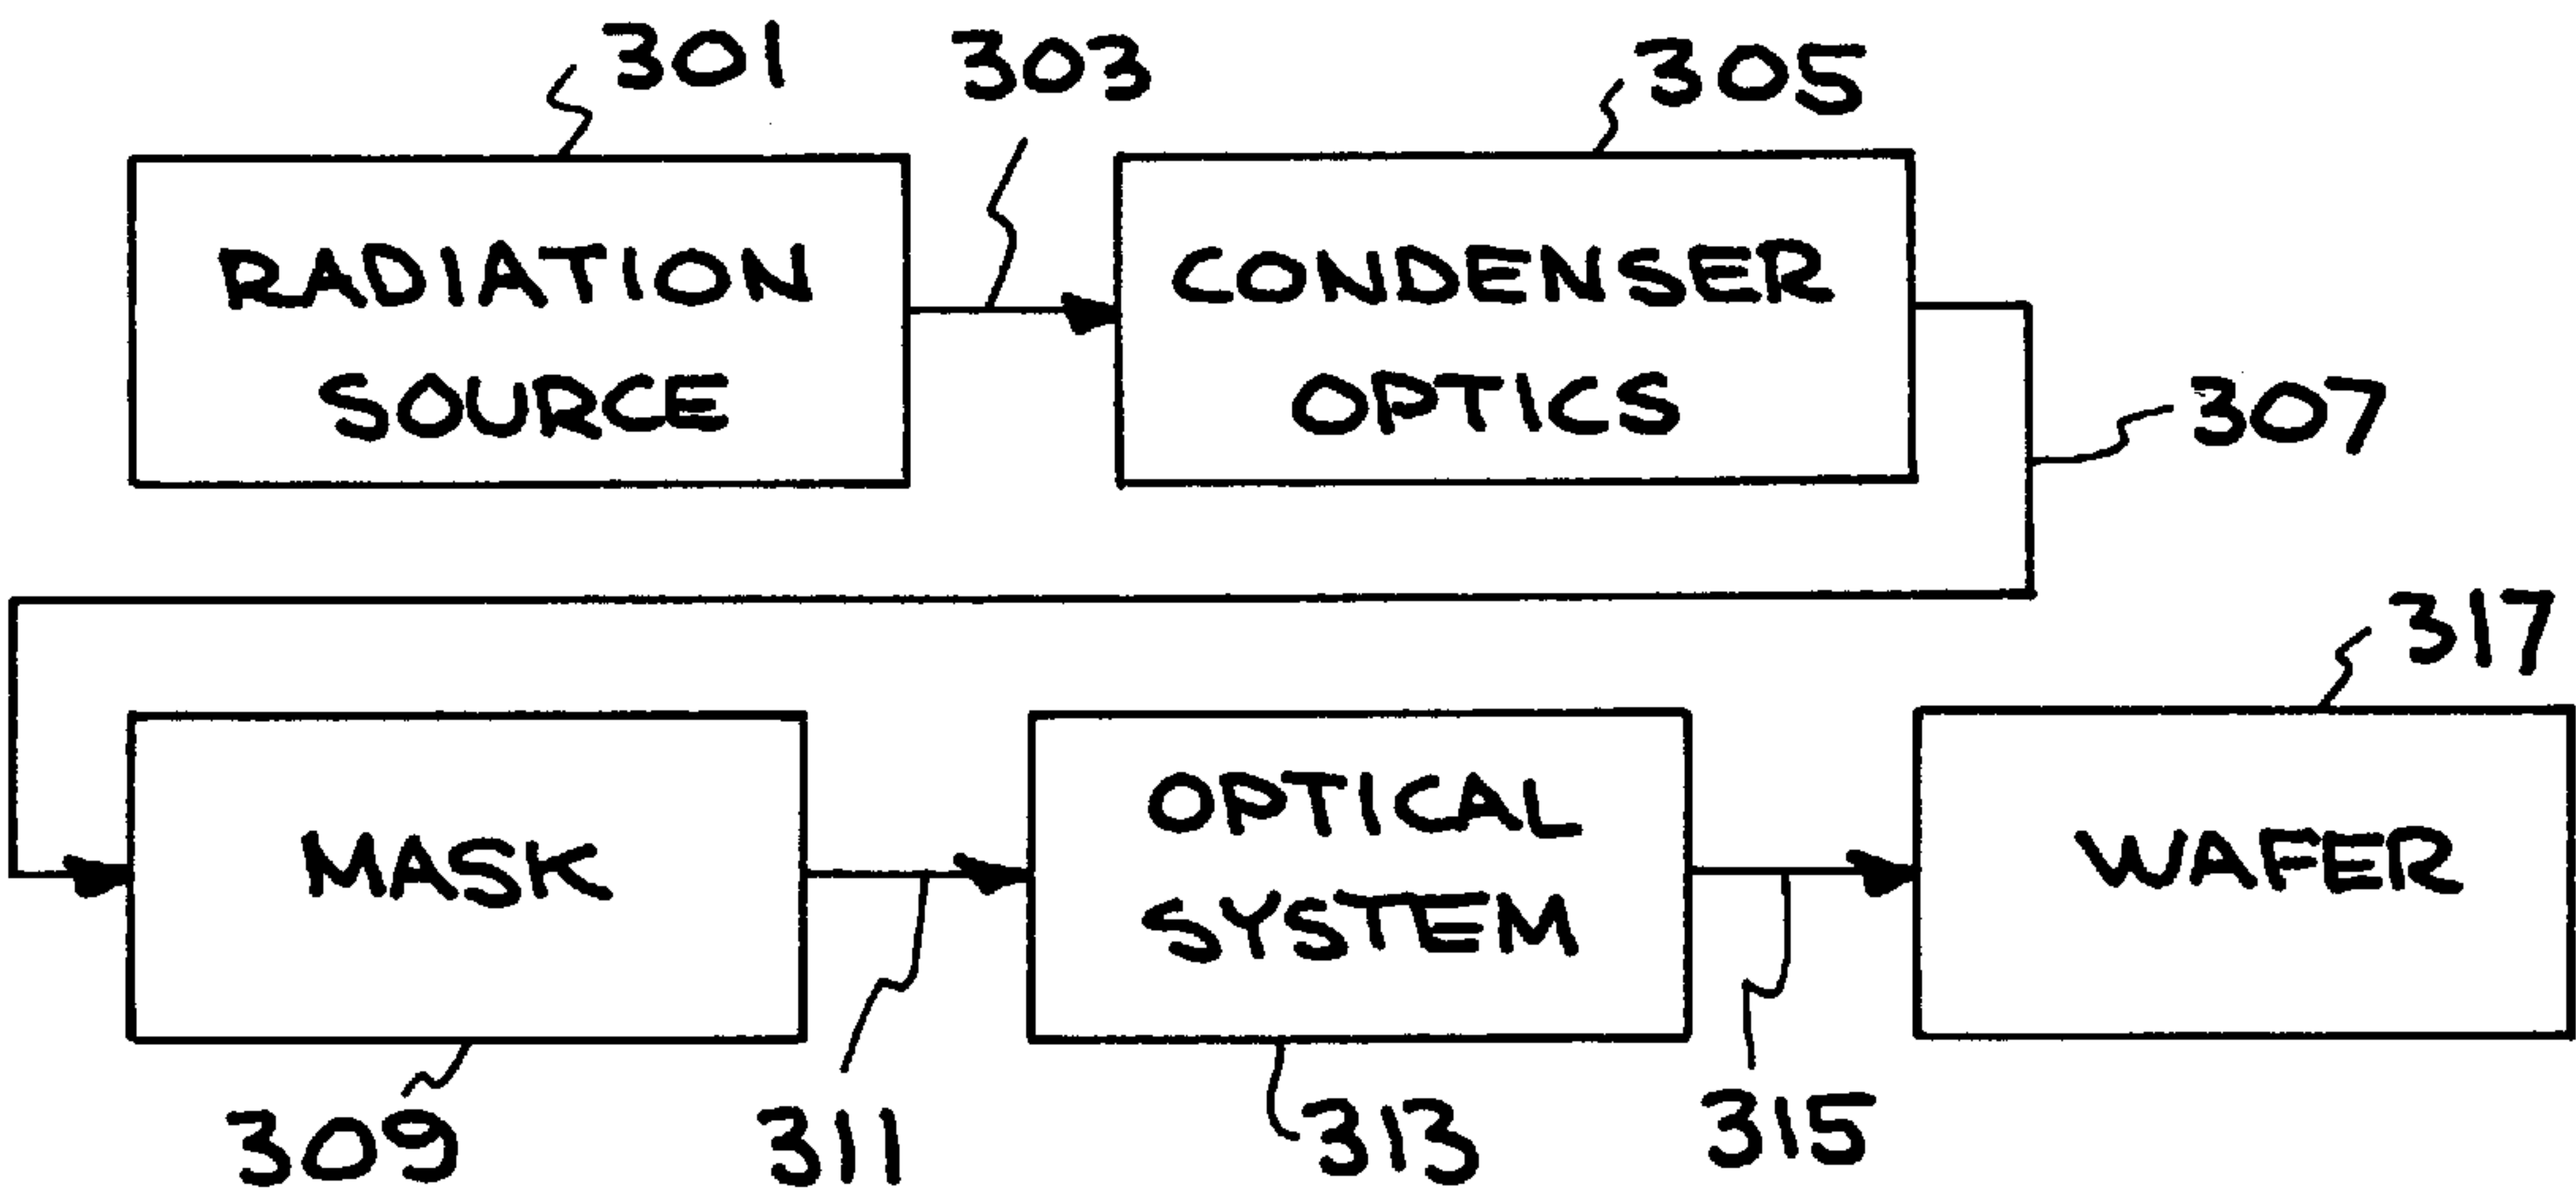 301
303
305
RADIATION
SOURCE
CONDENSER
OPTICS
307
317
MASK
OPTICAL
SYSTEM
WAFER
309
311
313
315